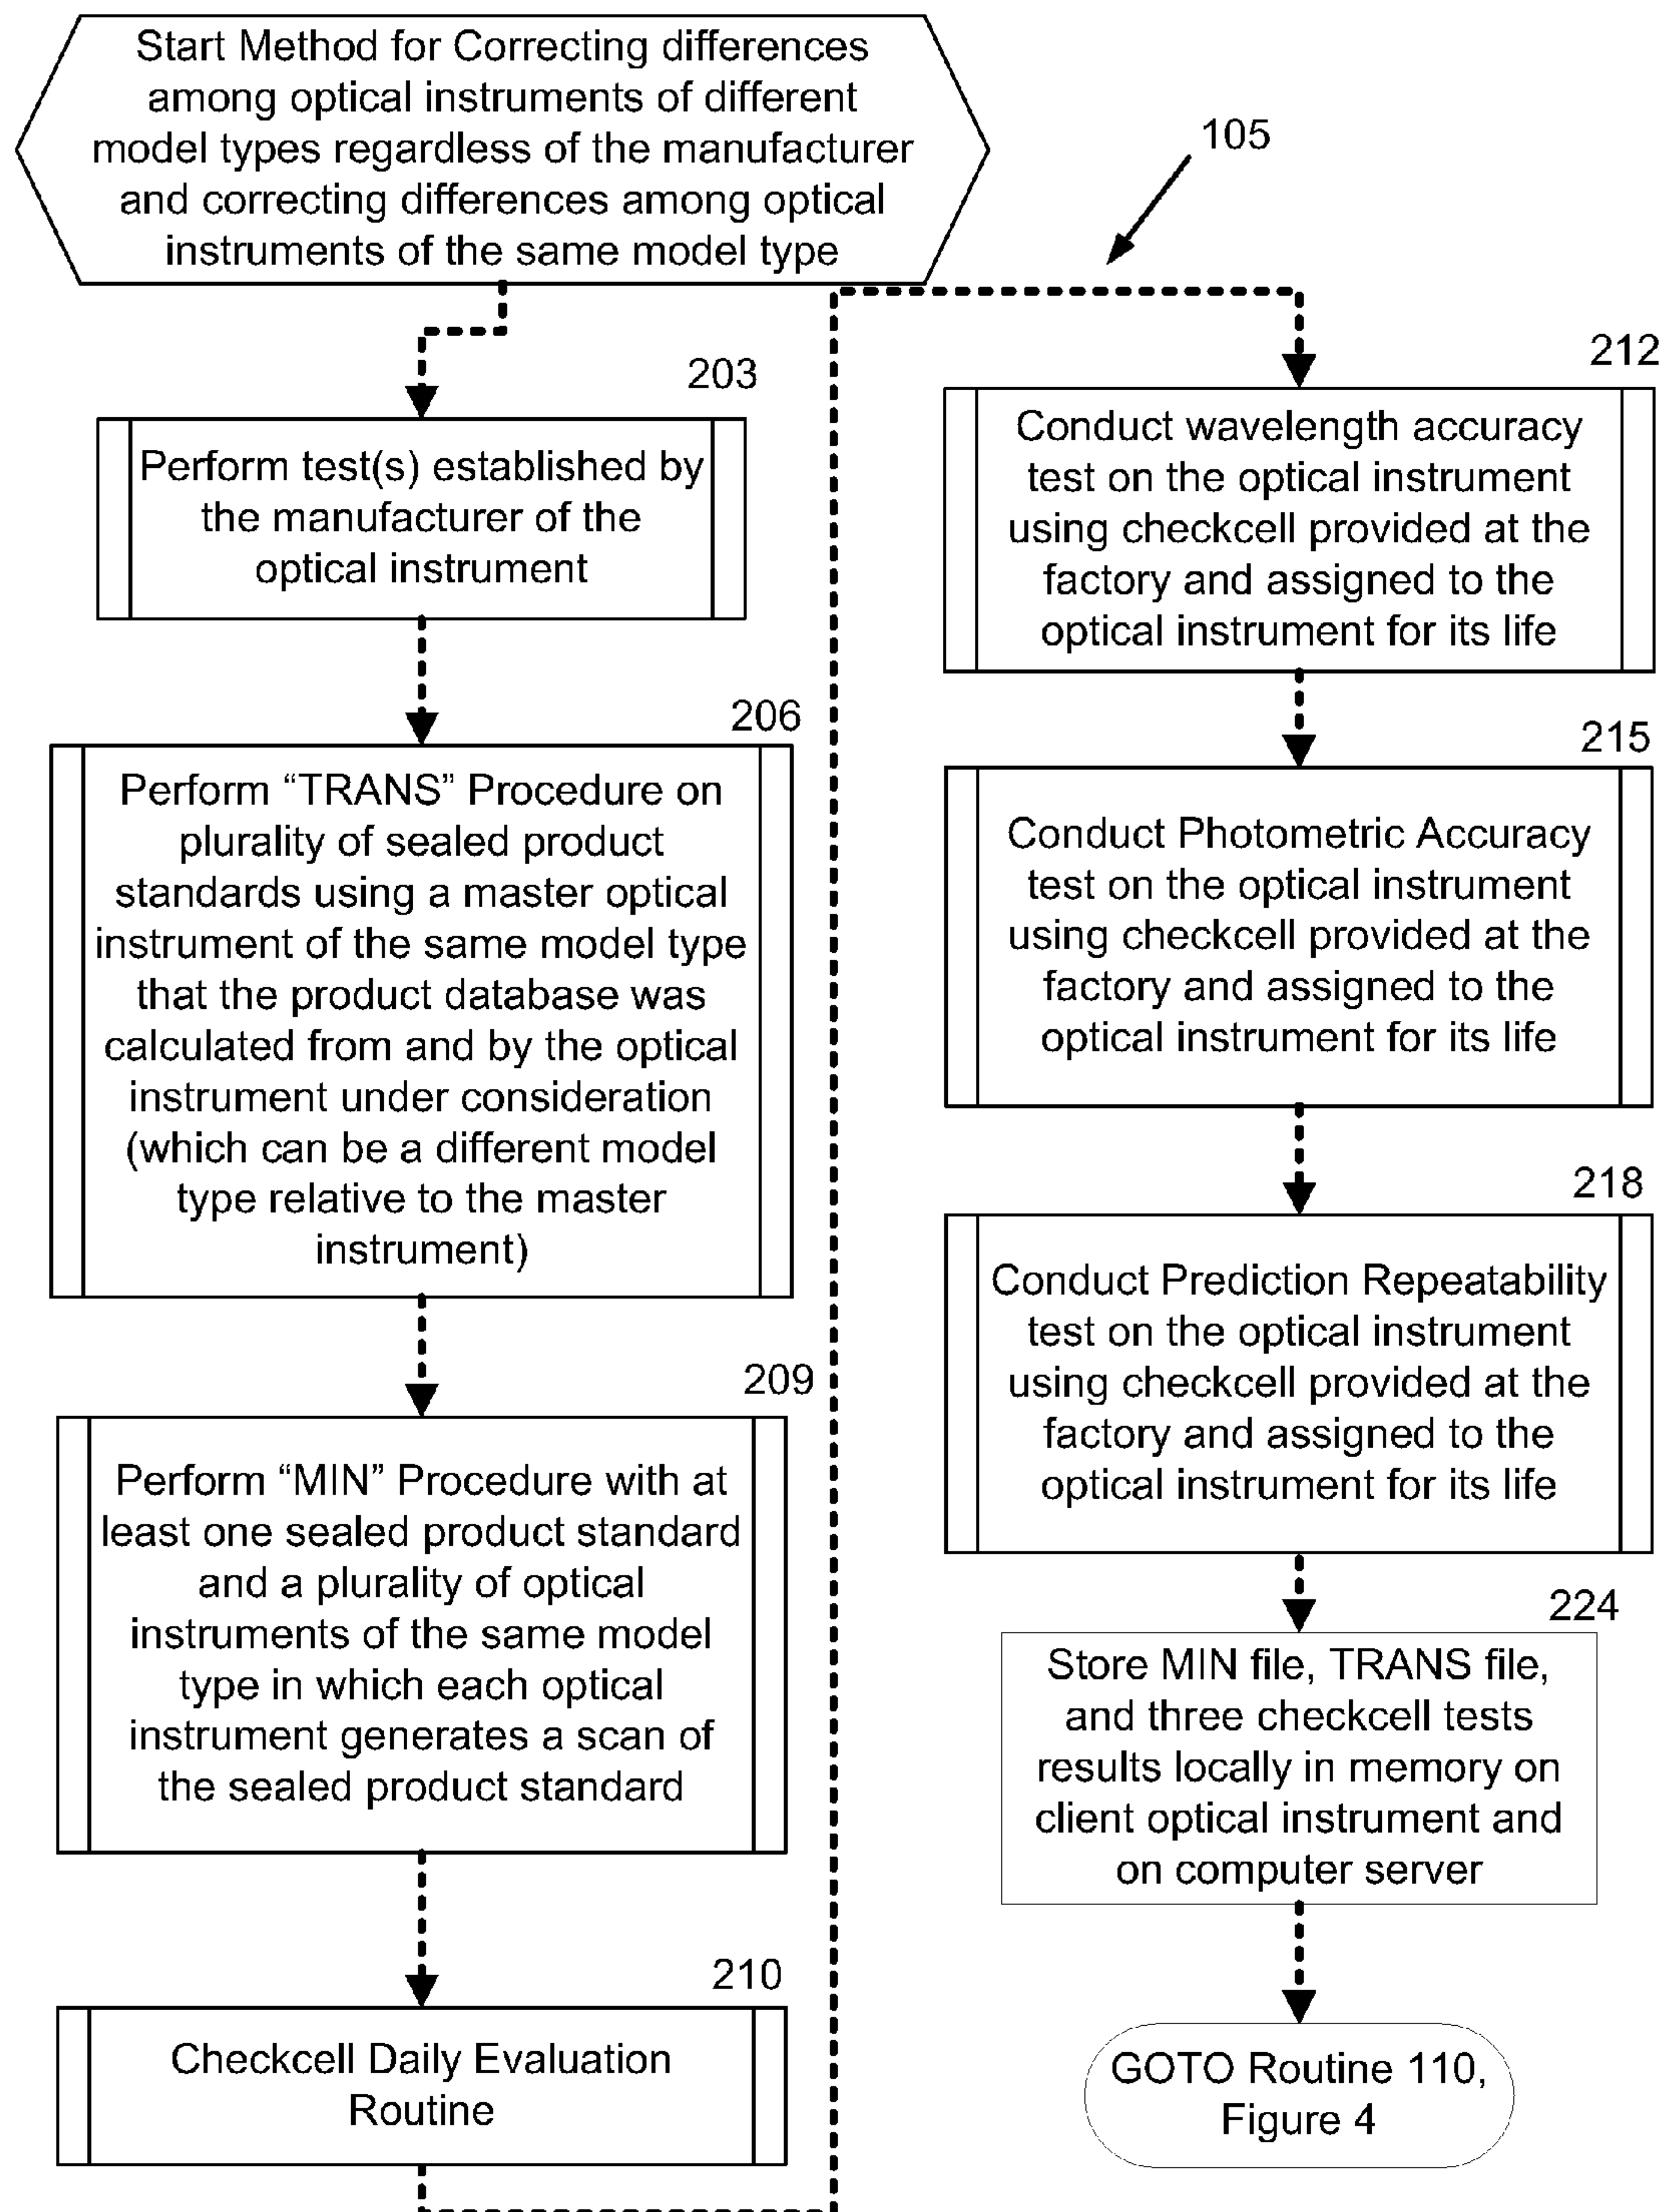 Start Method for Correcting differences
among optical instruments of different
model types regardless of the manufacturer
and correcting differences among optical
instruments of the same model type
105
203
Perform test(s) established by
the manufacturer of the
optical instrument
206
Perform “TRANS” Procedure on
plurality of sealed product
standards using a master optical
instrument of the same model type
that the product database was
calculated from and by the optical
instrument under consideration
(which can be a different model
type relative to the master
instrument)
209
Perform “MIN” Procedure with at
least one sealed product standard
and a plurality of optical
instruments of the same model
type in which each optical
instrument generates a scan of
the sealed product standard
210
Checkcell Daily Evaluation
Routine
212
Conduct wavelength accuracy
test on the optical instrument
using checkcell provided at the
factory and assigned to the
optical instrument for its life
215
Conduct Photometric Accuracy
test on the optical instrument
using checkcell provided at the
factory and assigned to the
optical instrument for its life
218
Conduct Prediction Repeatability
test on the optical instrument
using checkcell provided at the
factory and assigned to the
optical instrument for its life
224
Store MIN file, TRANS file,
and three checkcell tests
results locally in memory on
client optical instrument and
on computer server
GOTO Routine 110,
Figure 4